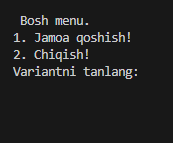 Bosh menu.
1. Jamoa qoshish!
2. Chiqish!
Variantni tanlang: